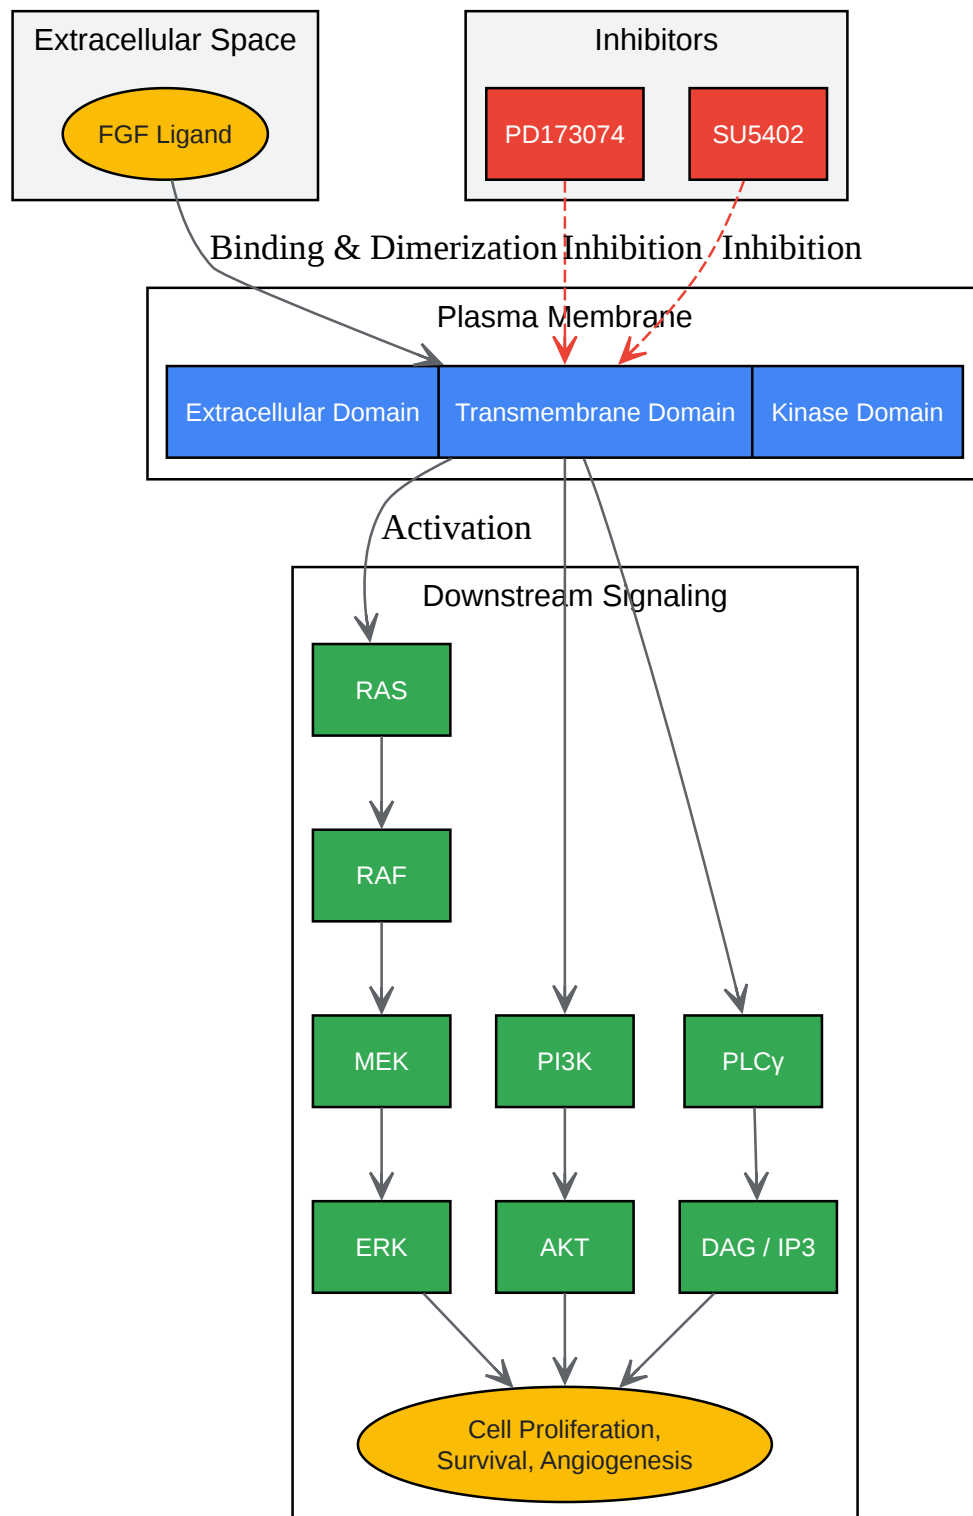 Extracellular Space
Inhibitors
FGF Ligand
PD173074
SU5402
Binding & Dimerization
Inhibition
Inhibition
Plasma Membrane
Extracellular Domain
Transmembrane Domain
Kinase Domain
Activation
Downstream Signaling
RAS
RAF
MEK
PI3K
PLCγ
ERK
AKT
DAG / IP3
Cell Proliferation,
Survival, Angiogenesis